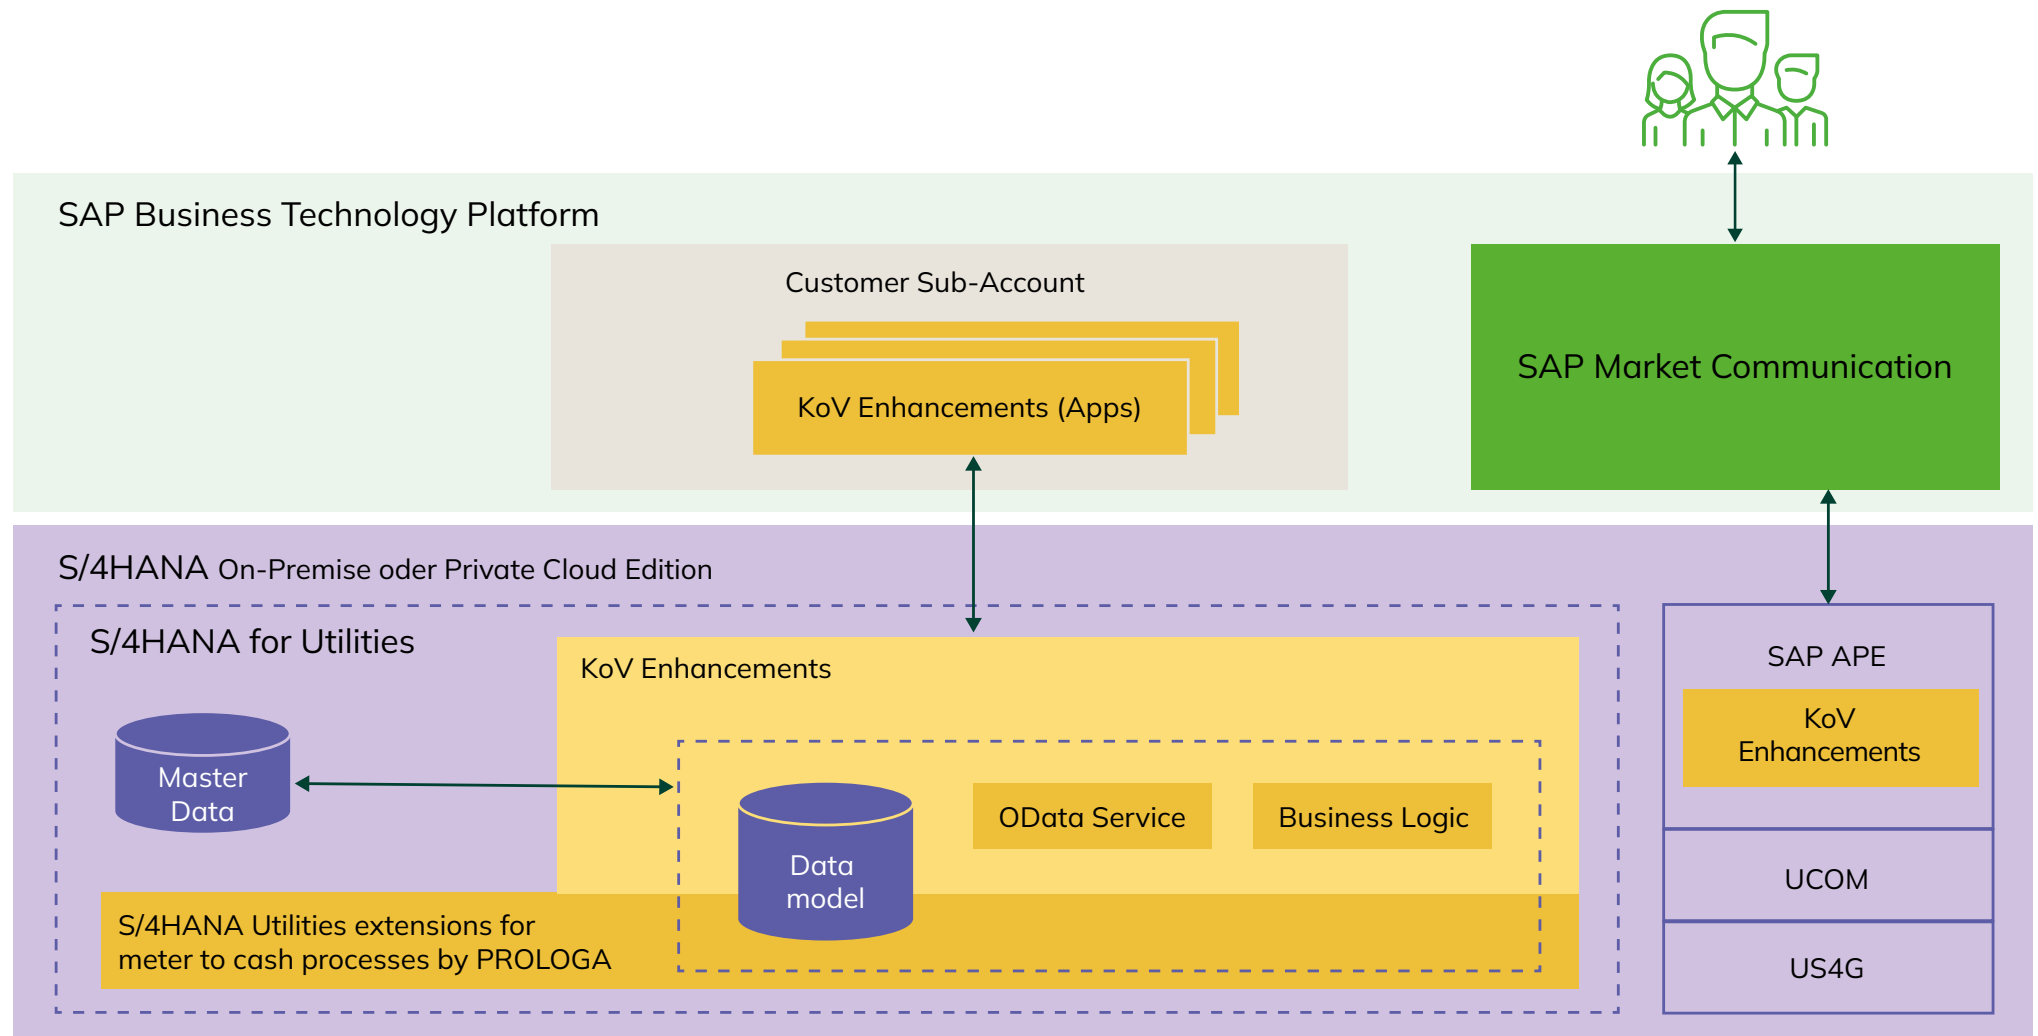 SAP Business Technology Platform
Customer Sub-Account
KoV Enhancements (Apps)
SAP Market Communication
S/4HANA On-Premise oder Private Cloud Edition
S/4HANA for Utilities
KoV Enhancements
Master
Data
Data
model
OData Service
Business Logic
S/4HANA Utilities extensions for
meter to cash processes by PROLOGA
SAP APE
KoV
Enhancements
UCOM
US4G